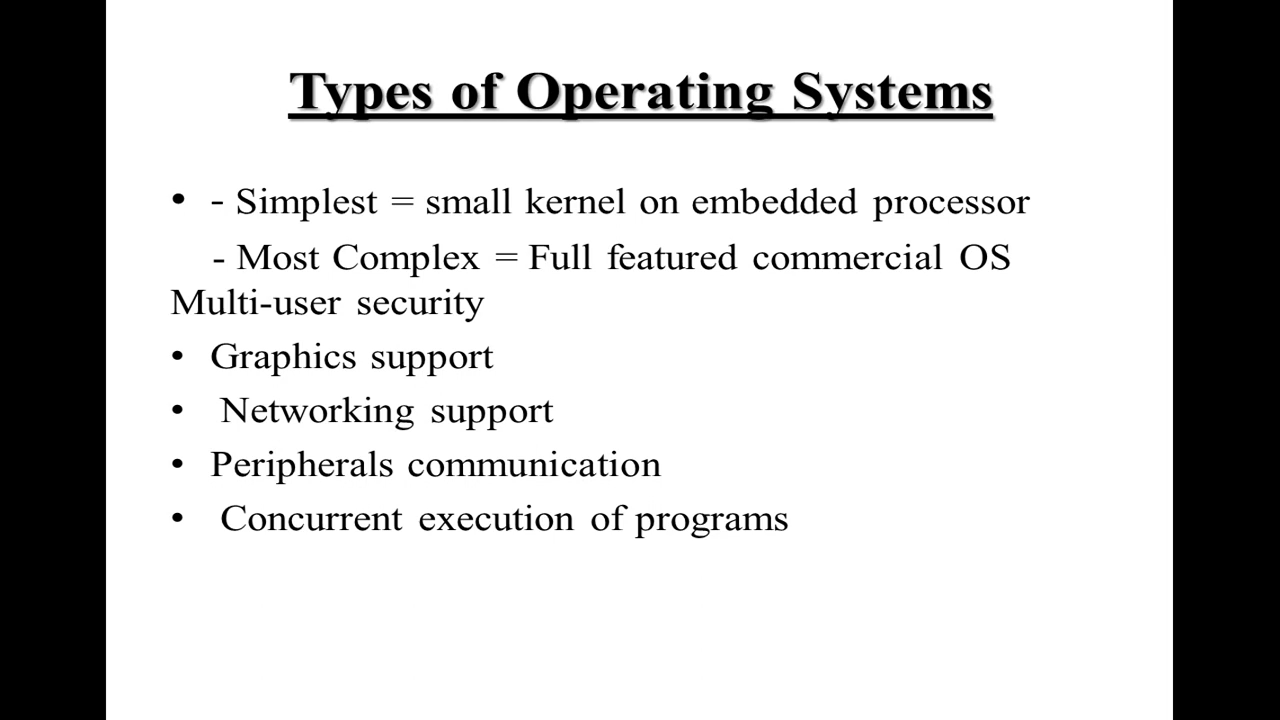 Types of Operating Systems
• - Simplest = small kernel on embedded processor
- Most Complex = Full featured commercial OS
Multi-user security
• Graphics support
• Networking support
• Peripherals communication
• Concurrent execution of programs